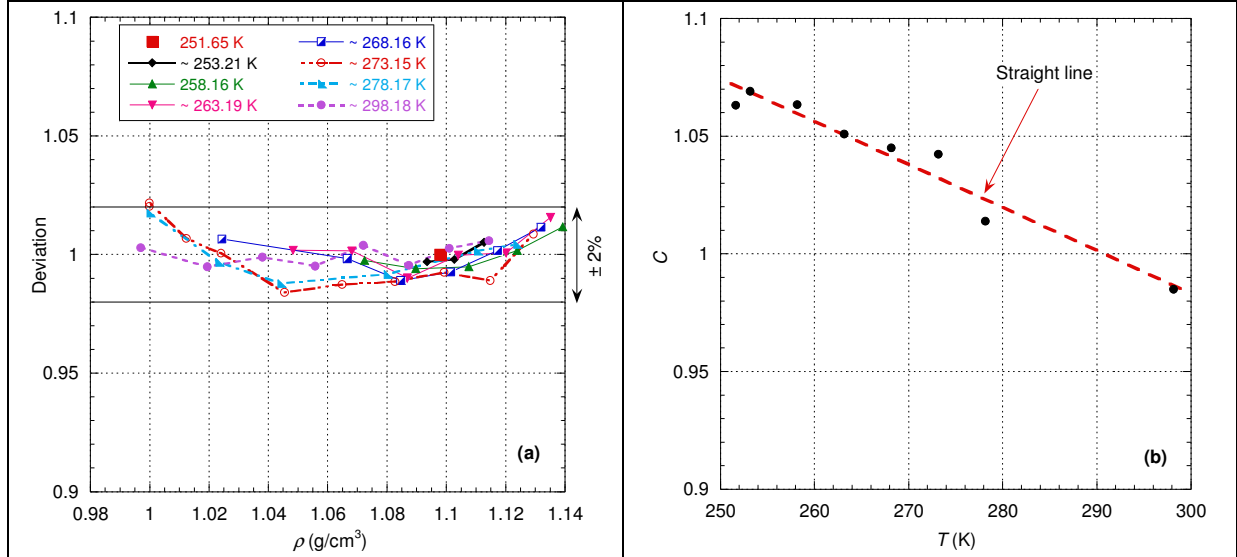 1.1
1.05
1
0.95
0.9
0.98
1
1.02
1.04
1.06
1.08
1.1
1.12
1.14
Deviation
ρ (g/cm³)
251.65 K
~ 253.21 K
258.16 K
~ 263.19 K
~ 268.16 K
~ 273.15 K
~ 278.17 K
~ 298.18 K
± 2%
(a)
1.1
1.05
1
0.95
0.9
250
260
270
280
290
300
C
T (K)
Straight line
(b)